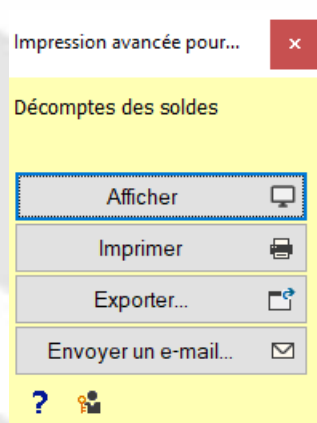 Impression avancée pour...
Décomptes des soldes
Afficher
Imprimer
Exporter...
Envoyer un e-mail...
?